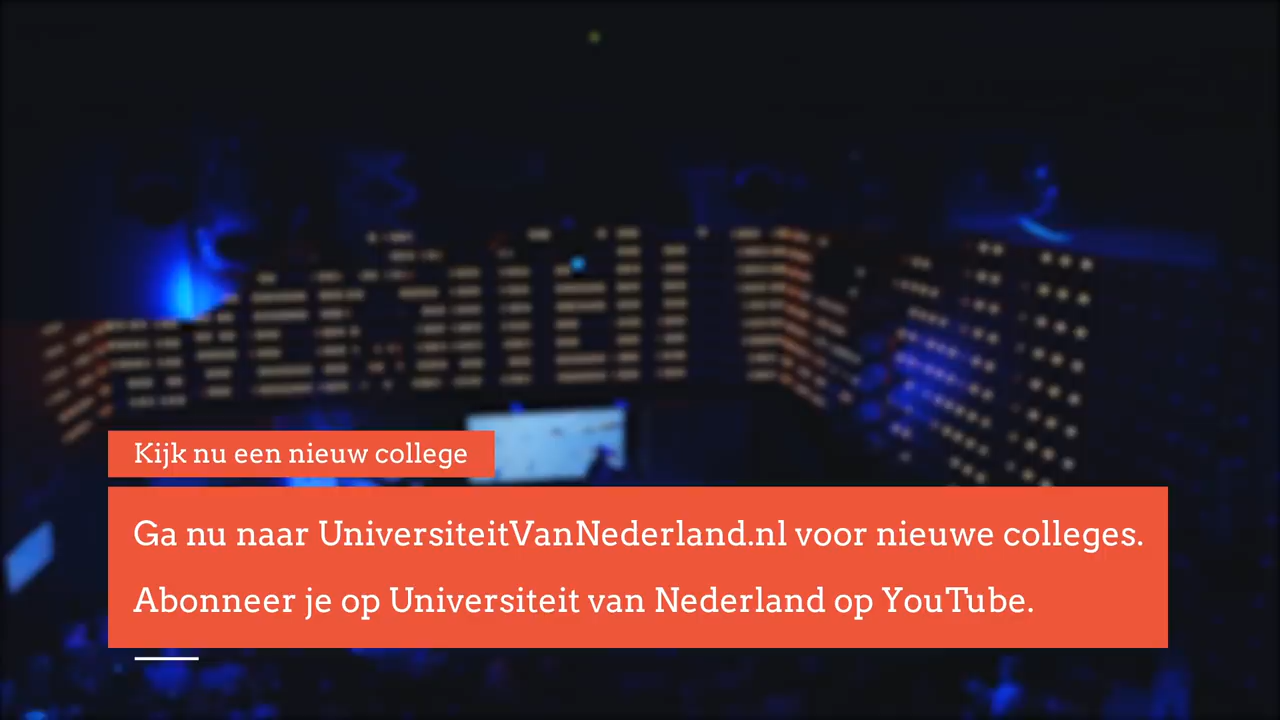 Kijk nu een nieuw college
Ga nu naar UniversiteitVanNederland.nl voor nieuwe colleges.
Abonneer je op Universiteit van Nederland op YouTube.